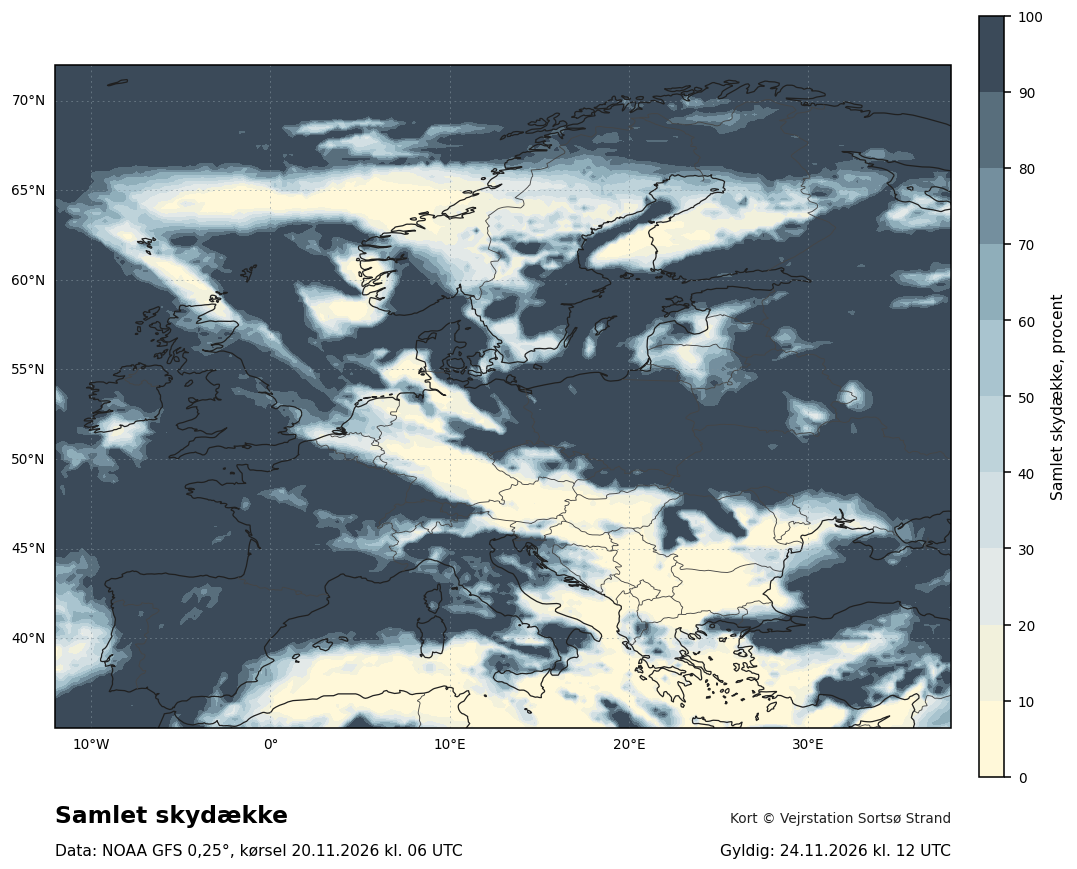 100
90
80
70
60
50
40
30
20
10
0
Samlet skydække, procent
70°N
65°N
60°N
55°N
50°N
45°N
40°N
10°W
0°
10°E
20°E
30°E
Samlet skydække
Kort © Vejrstation Sortsø Strand
Data: NOAA GFS 0,25°, kørsel 20.11.2026 kl. 06 UTC
Gyldig: 24.11.2026 kl. 12 UTC